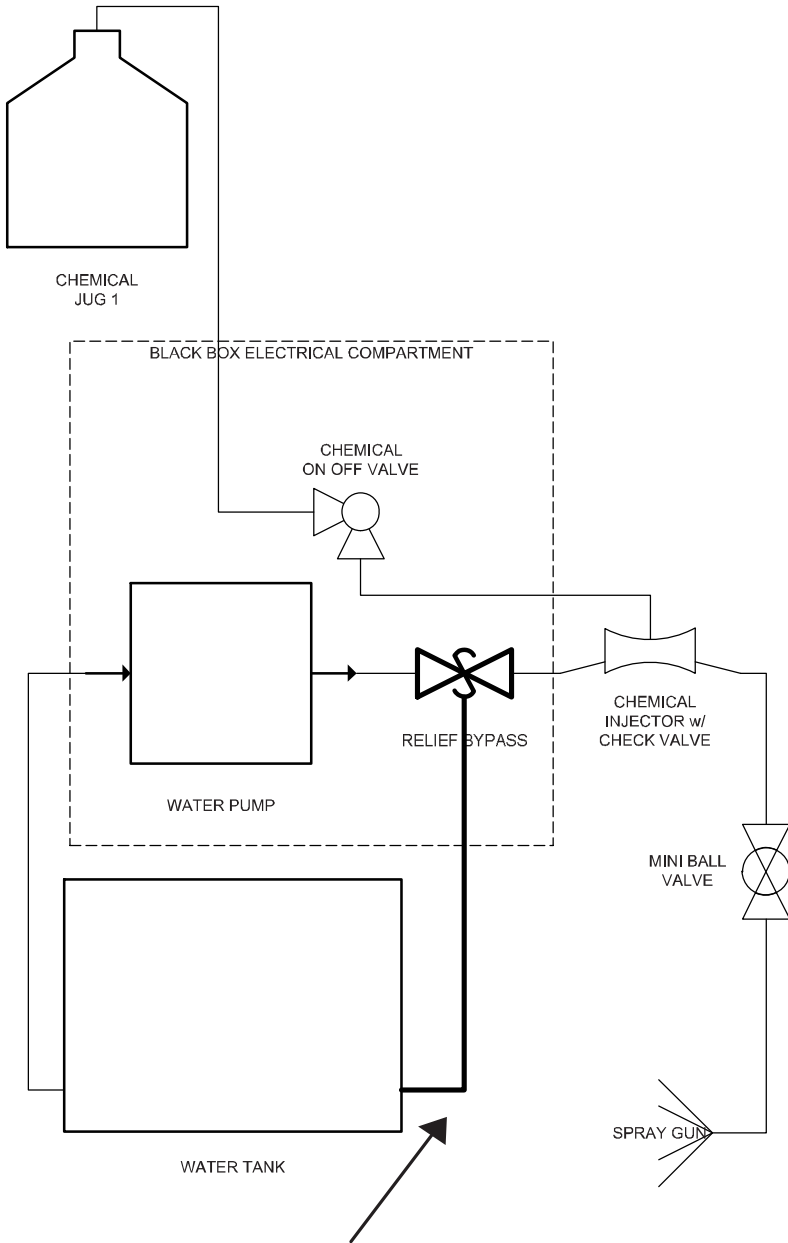 CHEMICAL
JUG 1
BLACK BOX ELECTRICAL COMPARTMENT
CHEMICAL
ON OFF VALVE
CHEMICAL
INJECTOR w/
CHECK VALVE
RELIEF BYPASS
WATER PUMP
MINI BALL
VALVE
SPRAY GUN
WATER TANK